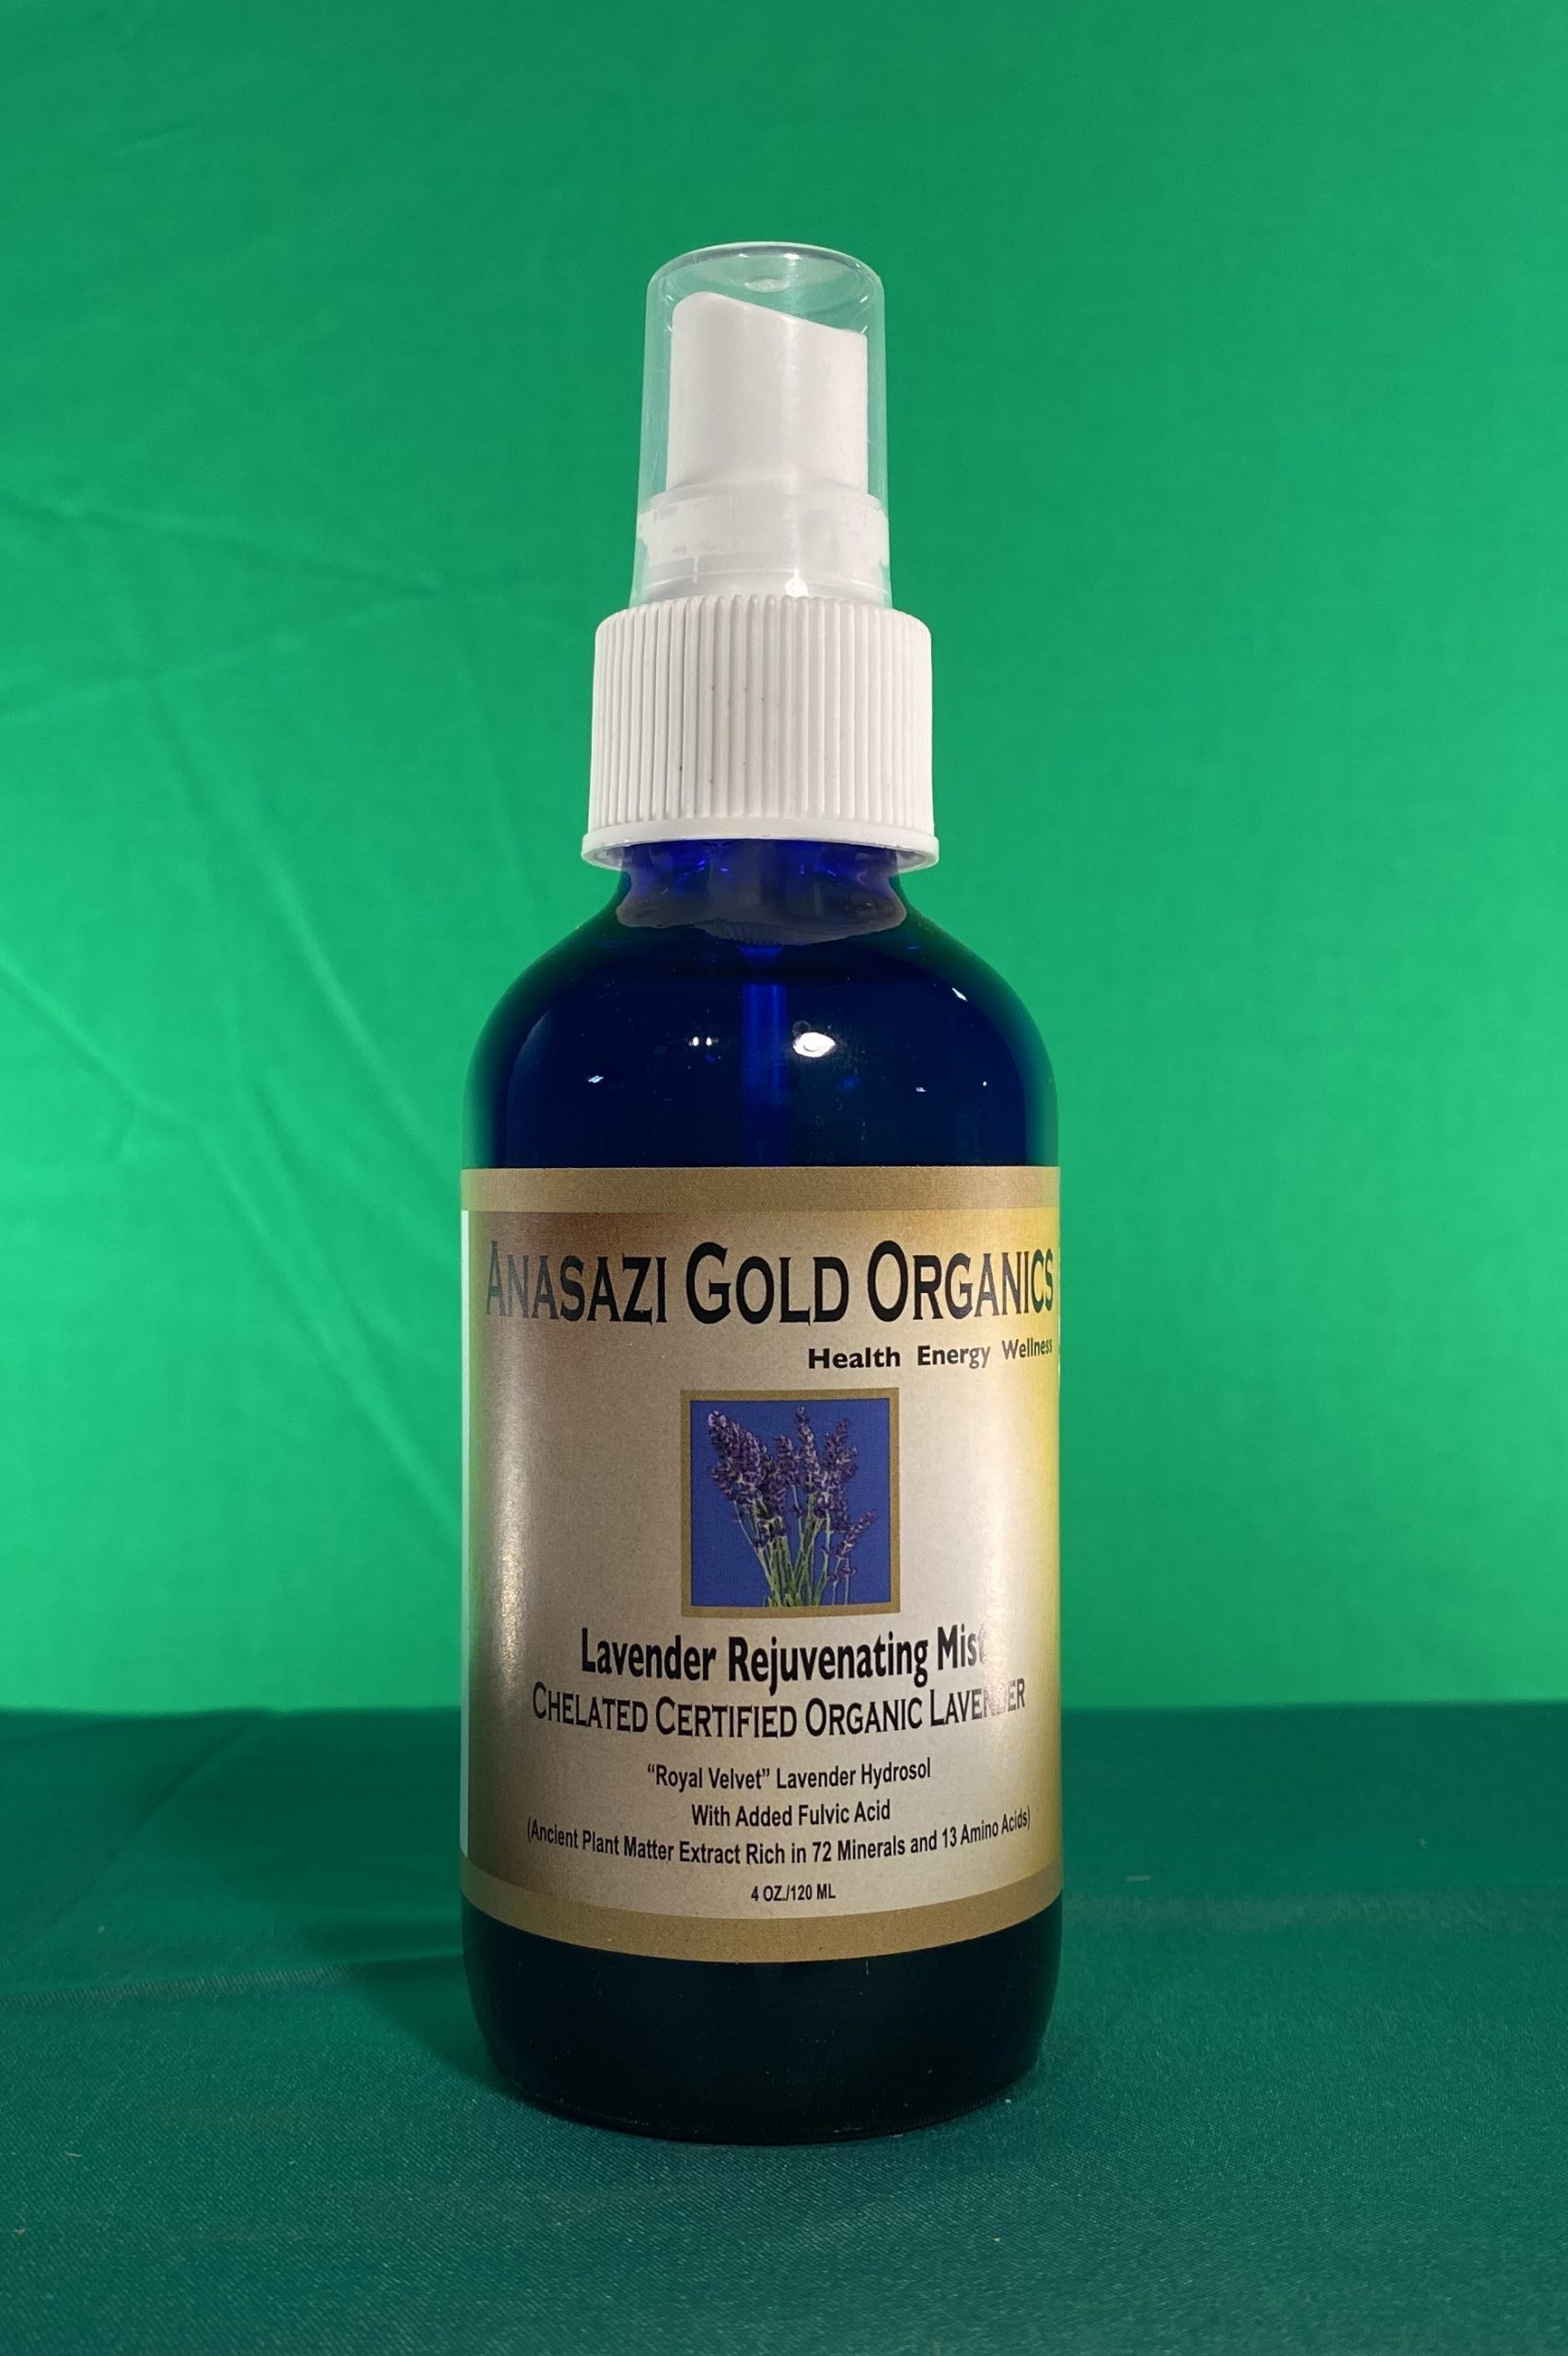 ANASAZI GOLD ORGANICS
Health Energy Wellness
Lavender Rejuvenating Mist
CHELATED CERTIFIED ORGANIC LAVENDER
“Royal Velvet” Lavender Hydrosol
With Added Fulvic Acid
(Ancient Plant Matter Extract Rich in 72 Minerals and 13 Amino Acids)
4 OZ./120 ML